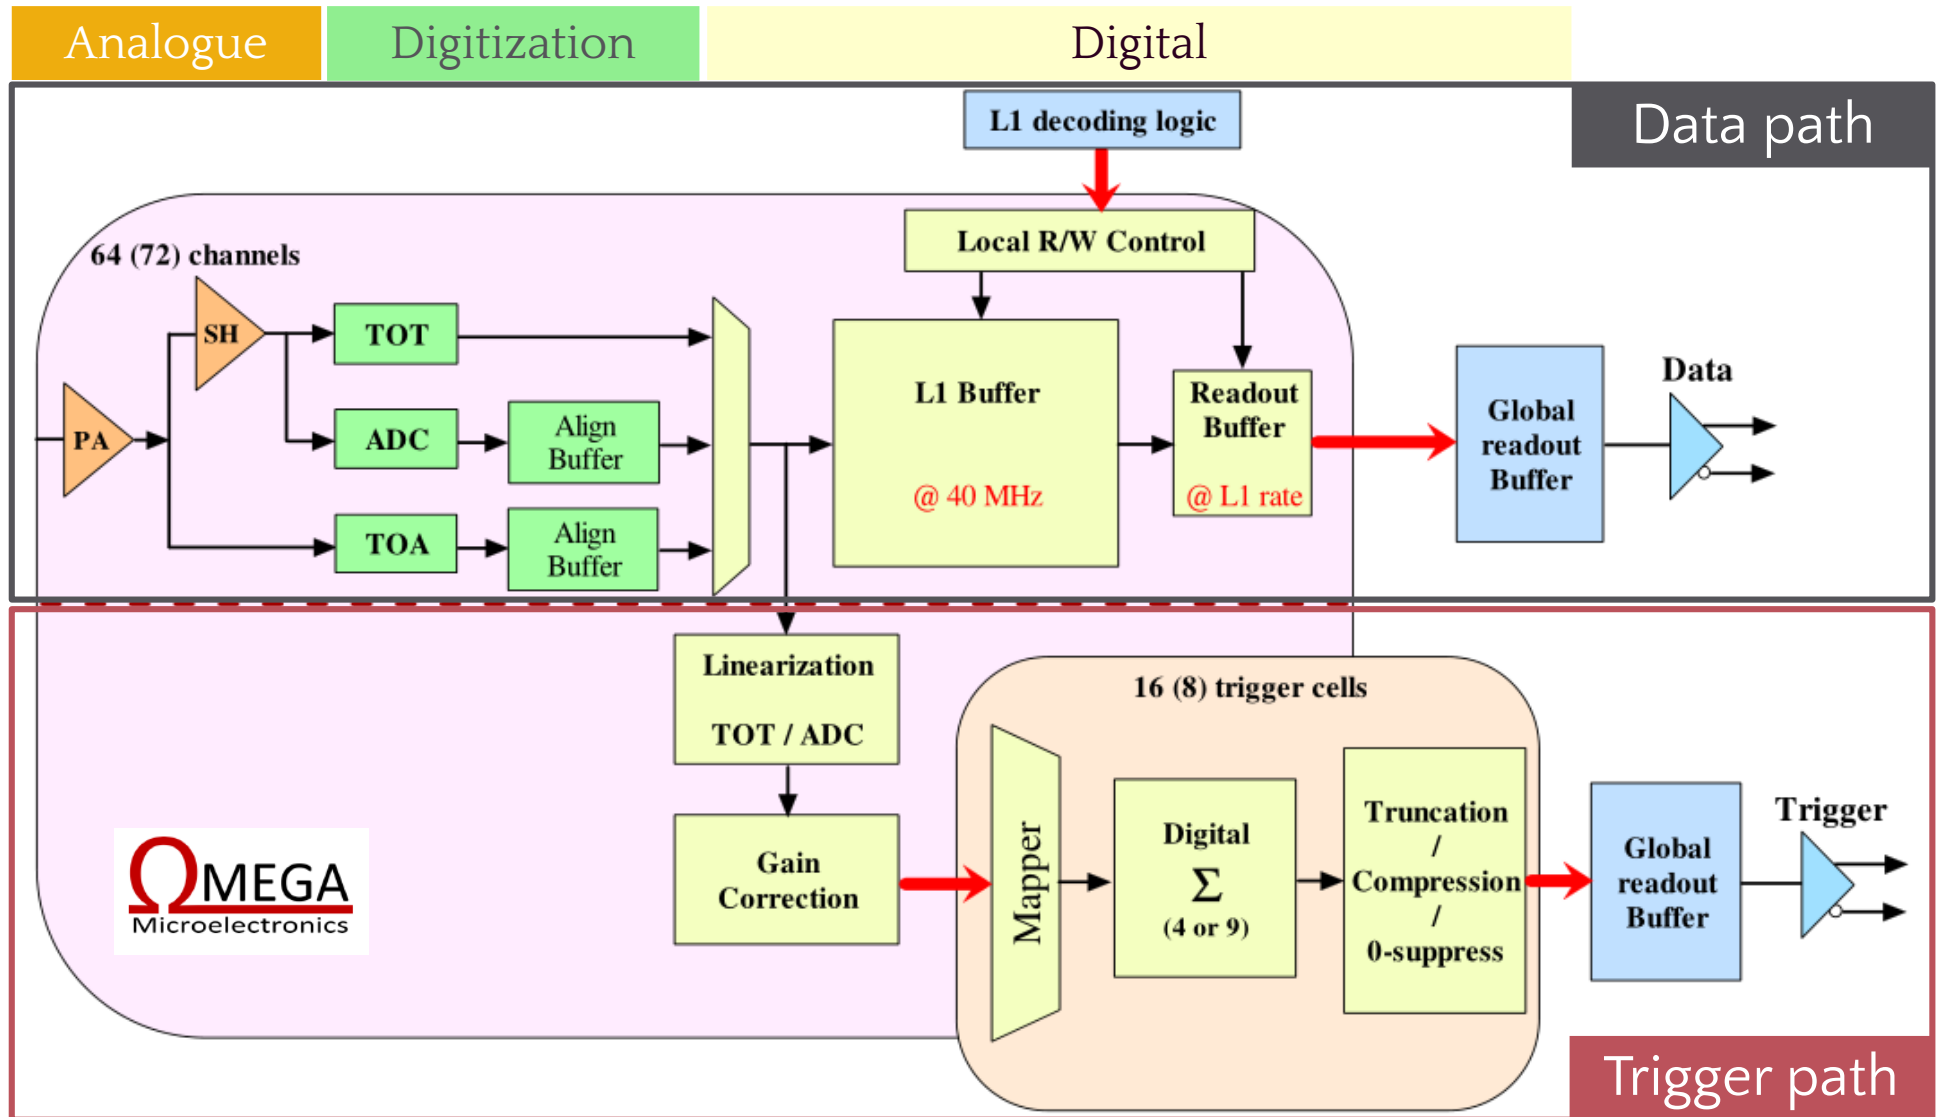 Analogue
Digitization
Digital
Data path
L1 decoding logic
Local R/W Control
64 (72) channels
SH
TOT
PA
ADC
Align
Buffer
TOA
Align
Buffer
L1 Buffer
@ 40 MHz
Readout
Buffer
@ L1 rate
Global
readout
Buffer
Data
Linearization
TOT / ADC
Gain
Correction
16 (8) trigger cells
Mapper
Digital
Σ
(4 or 9)
Truncation
/
Compression
/
0-suppress
Global
readout
Buffer
Trigger
ΩMEGA
Microelectronics
Trigger path